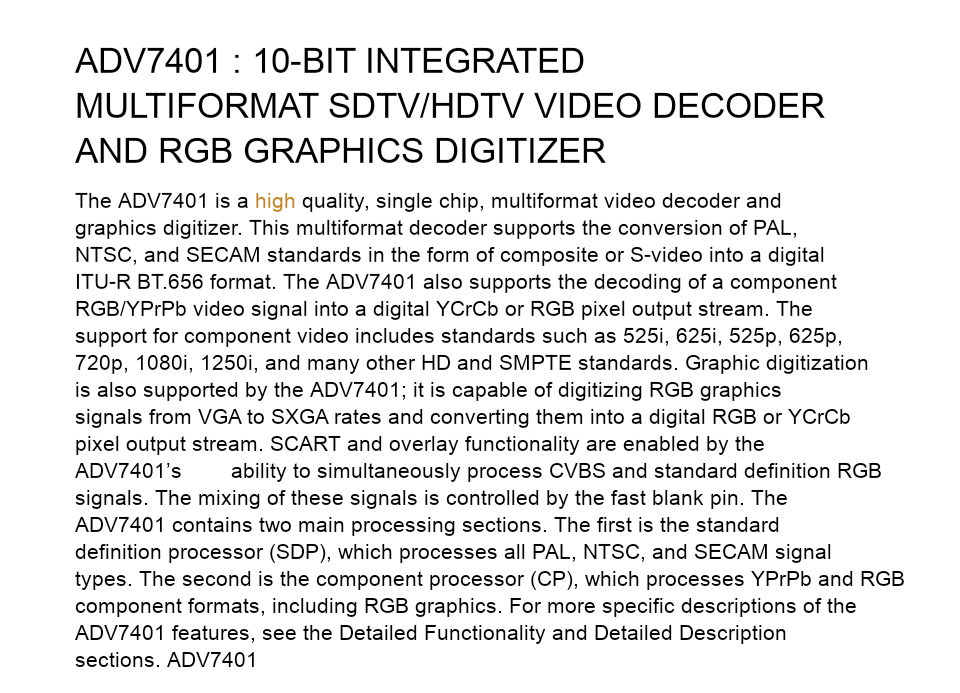 ADV7401 : 10-BIT INTEGRATED
MULTIFORMAT SDTV/HDTV VIDEO DECODER
AND RGB GRAPHICS DIGITIZER
The ADV7401 is a high quality, single chip, multiformat video decoder and
graphics digitizer. This multiformat decoder supports the conversion of PAL,
NTSC, and SECAM standards in the form of composite or S-video into a digital
ITU-R BT.656 format. The ADV7401 also supports the decoding of a component
RGB/YPrPb video signal into a digital YCrCb or RGB pixel output stream. The
support for component video includes standards such as 525i, 625i, 525p, 625p,
720p, 1080i, 1250i, and many other HD and SMPTE standards. Graphic digitization
is also supported by the ADV7401; it is capable of digitizing RGB graphics
signals from VGA to SXGA rates and converting them into a digital RGB or YCrCb
pixel output stream. SCART and overlay functionality are enabled by the
ADV7401’s ability to simultaneously process CVBS and standard definition RGB
signals. The mixing of these signals is controlled by the fast blank pin. The
ADV7401 contains two main processing sections. The first is the standard
definition processor (SDP), which processes all PAL, NTSC, and SECAM signal
types. The second is the component processor (CP), which processes YPrPb and RGB
component formats, including RGB graphics. For more specific descriptions of the
ADV7401 features, see the Detailed Functionality and Detailed Description
sections. ADV7401